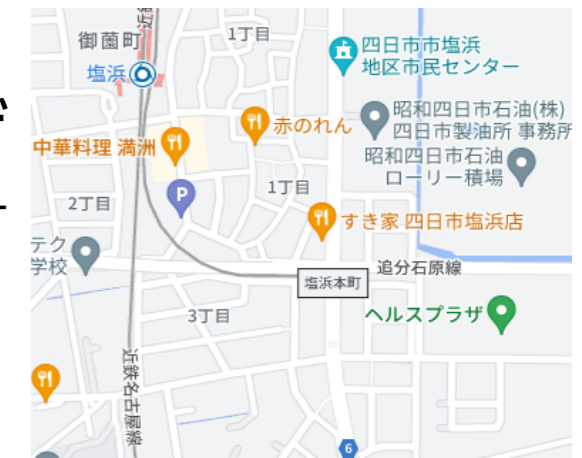 御薗町
塩浜
1丁目
四日市市塩浜
地区市民センター
中華料理 満洲
赤のれん
昭和四日市石油(株)
四日市製油所 事務所
昭和四日市石油
ローリー積場
P
2丁目
1丁目
すき家 四日市塩浜店
テク
学校
追分石原線
塩浜本町
3丁目
ヘルスプラザ
近鉄名古屋線
6